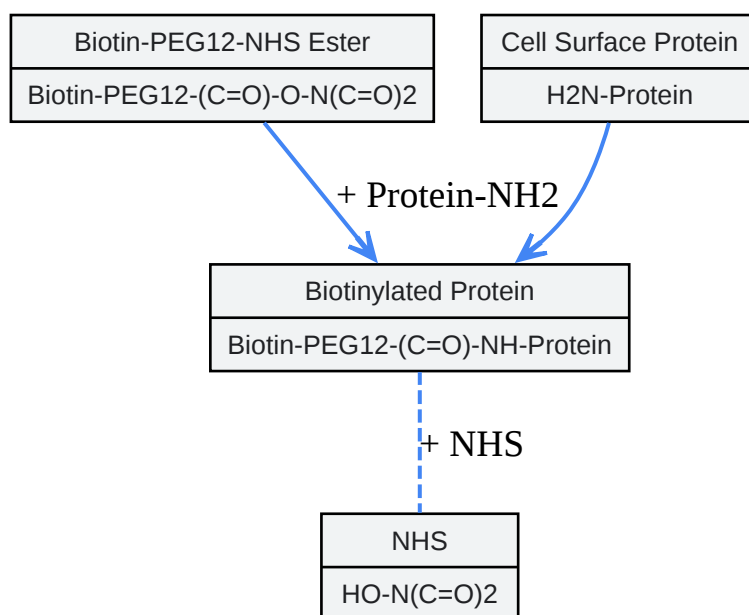 Biotin-PEG12-NHS Ester
Biotin-PEG12-(C=O)-O-N(C=O)2
Cell Surface Protein
H2N-Protein
+ Protein-NH2
Biotinylated Protein
Biotin-PEG12-(C=O)-NH-Protein
+ NHS
NHS
HO-N(C=O)2